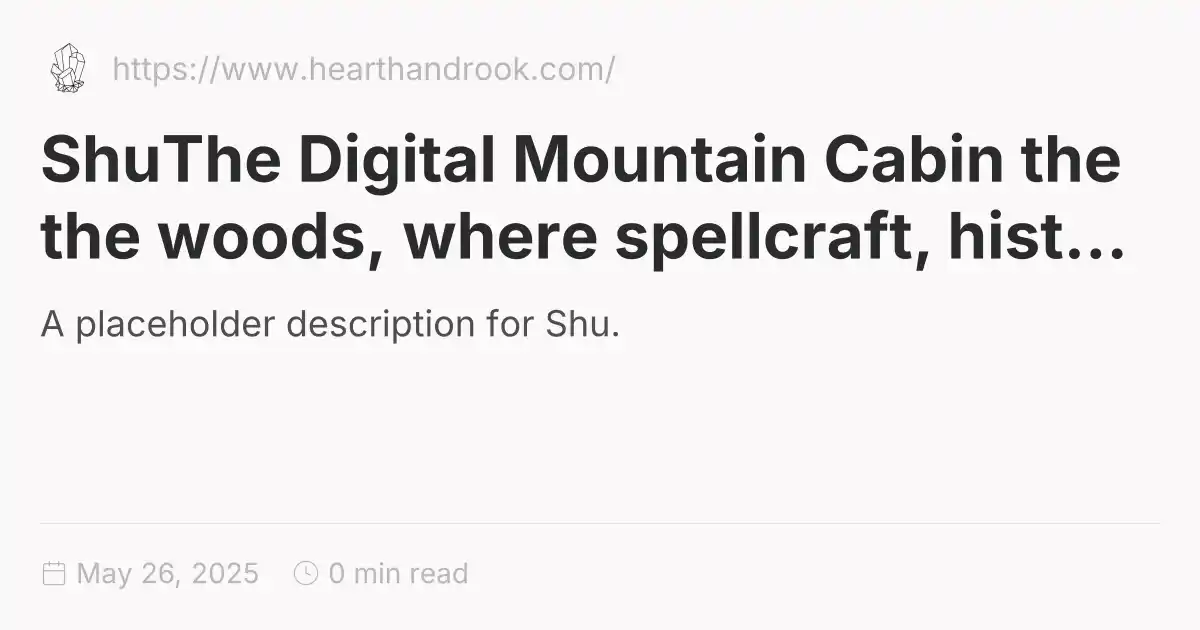 https://www.hearthandrook.com/
ShuThe Digital Mountain Cabin the
the woods, where spellcraft, hist...
A placeholder description for Shu.
May 26, 2025 0 min read